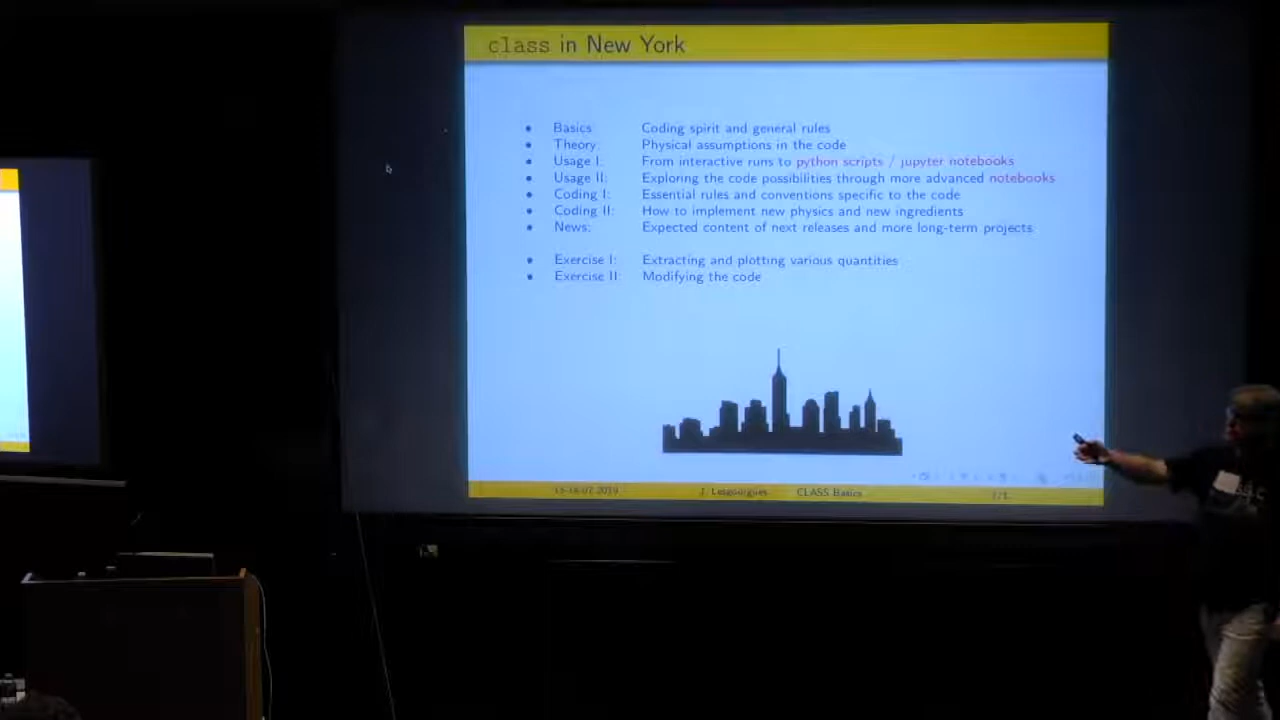 class in New York
• Basics: Coding spirit and general rules
• Theory: Physical assumptions in the code
• Usage I: From interactive runs to python scripts / jupyter notebooks
• Usage II: Exploring the code possibilities through more advanced notebooks
• Coding I: Essential rules and conventions specific to the code
• Coding II: How to implement new physics and new ingredients
• News: Expected content of next releases and more long-term projects
• Exercise I: Extracting and plotting various quantities
• Exercise II: Modifying the code
J. Lesgourgues CLASS Basics